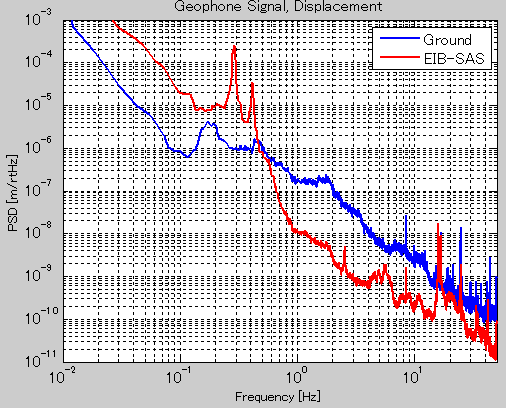 Geophone Signal, Displacement
10⁻³
10⁻⁴
10⁻⁵
10⁻⁶
10⁻⁷
10⁻⁸
10⁻⁹
10⁻¹⁰
10⁻¹¹
PSD [m/rtHz]
Ground
EIB-SAS
10⁻² 10⁻¹ 10⁰ 10¹
Frequency [Hz]